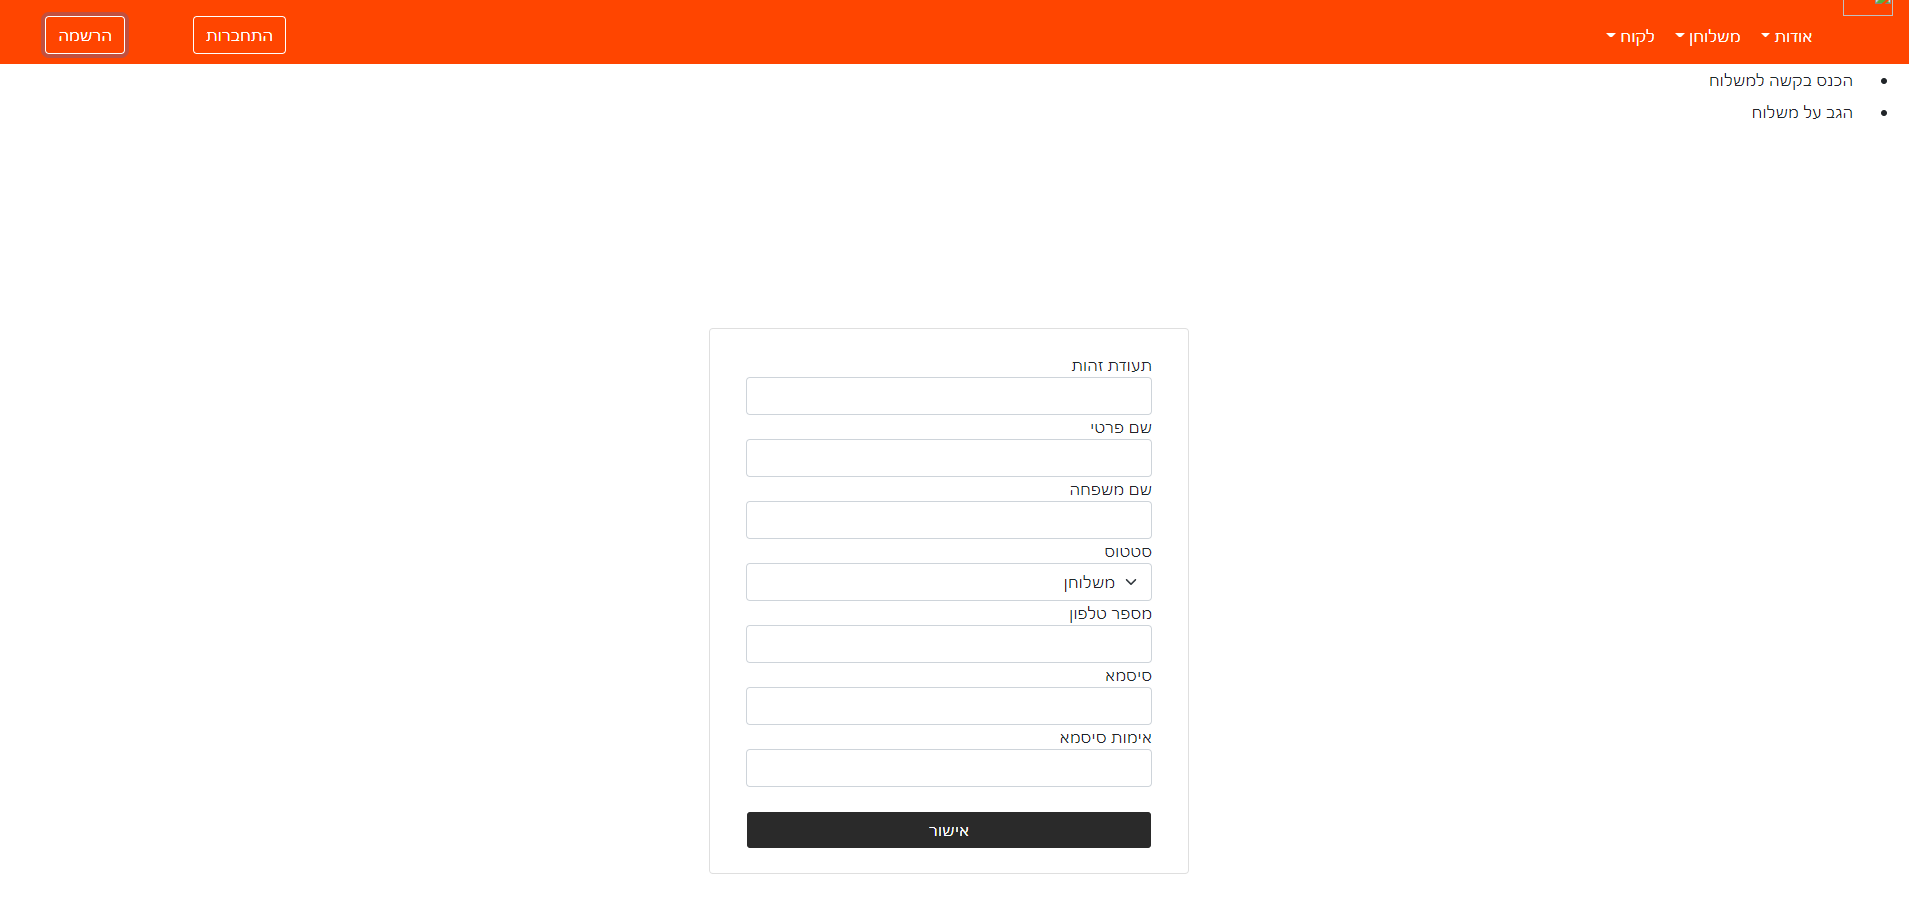 אודות משלוחן לקוח התחברות הרשמה
הכנס בקשה למשלוח
הגב על משלוח
תעודת זהות
שם פרטי
שם משפחה
סטטוס
משלוחן
מספר טלפון
סיסמא
אימות סיסמא
אישור